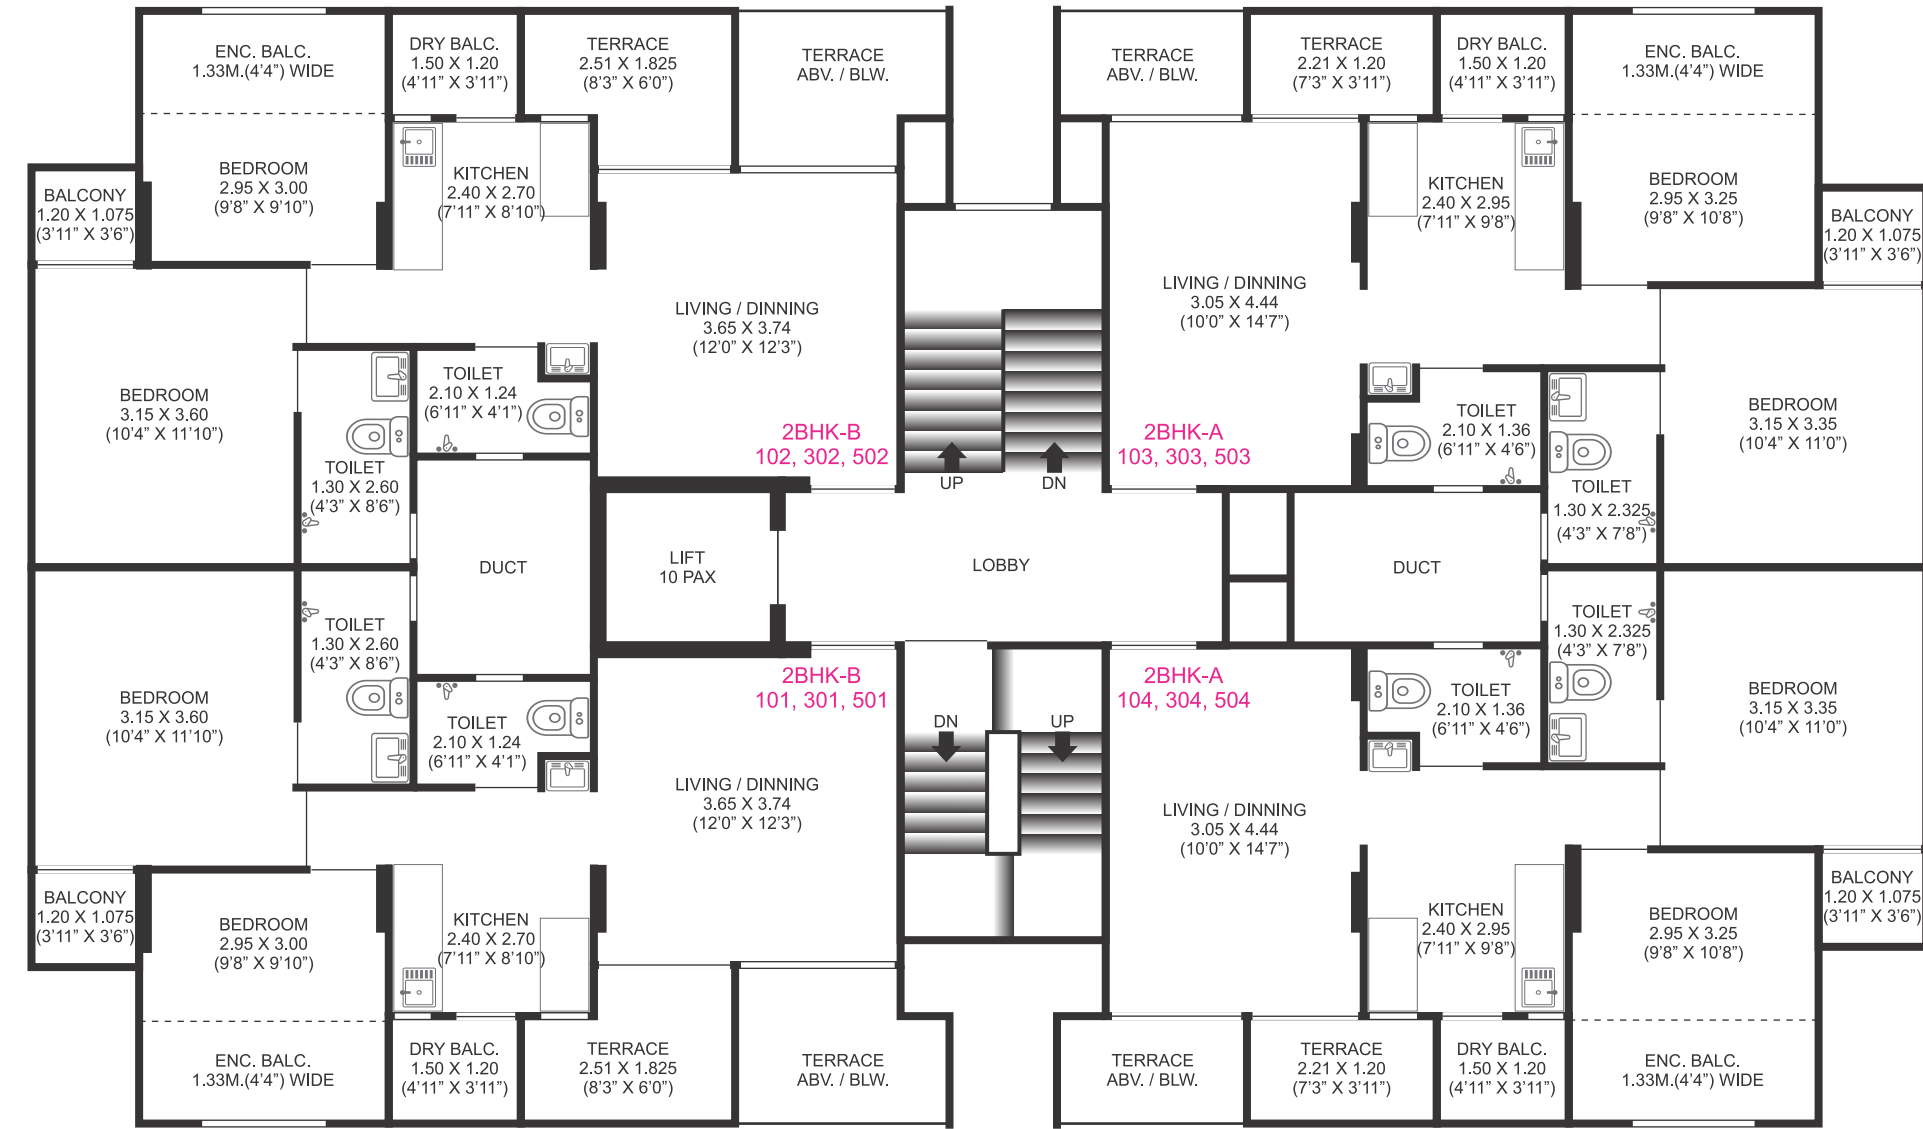 ENC. BALC.
1.33M.(4'4") WIDE
DRY BALC.
1.50 X 1.20
(4'11" X 3'11")
TERRACE
2.51 X 1.825
(8'3" X 6'0")
TERRACE
ABV. / BLW.
TERRACE
ABV. / BLW.
TERRACE
2.21 X 1.20
(7'3" X 3'11")
DRY BALC.
1.50 X 1.20
(4'11" X 3'11")
ENC. BALC.
1.33M.(4'4") WIDE
BALCONY
1.20 X 1.075
(3'11" X 3'6")
BEDROOM
2.95 X 3.00
(9'8" X 9'10")
KITCHEN
2.40 X 2.70
(7'11" X 8'10")
KITCHEN
2.40 X 2.95
(7'11" X 9'8")
BEDROOM
2.95 X 3.25
(9'8" X 10'8")
BALCONY
1.20 X 1.075
(3'11" X 3'6")
LIVING / DINNING
3.65 X 3.74
(12'0" X 12'3")
LIVING / DINNING
3.05 X 4.44
(10'0" X 14'7")
BEDROOM
3.15 X 3.60
(10'4" X 11'10")
TOILET
2.10 X 1.24
(6'11" X 4'1")
TOILET
1.30 X 2.60
(4'3" X 8'6")
2BHK-B
102, 302, 502
UP
DN
2BHK-A
103, 303, 503
TOILET
2.10 X 1.36
(6'11" X 4'6")
TOILET
1.30 X 2.325
(4'3" X 7'8")
BEDROOM
3.15 X 3.35
(10'4" X 11'0")
DUCT
LIFT
10 PAX
LOBBY
DUCT
BEDROOM
3.15 X 3.60
(10'4" X 11'10")
TOILET
1.30 X 2.60
(4'3" X 8'6")
TOILET
2.10 X 1.24
(6'11" X 4'1")
2BHK-B
101, 301, 501
DN
UP
2BHK-A
104, 304, 504
TOILET
2.10 X 1.36
(6'11" X 4'6")
TOILET
1.30 X 2.325
(4'3" X 7'8")
BEDROOM
3.15 X 3.35
(10'4" X 11'0")
LIVING / DINNING
3.65 X 3.74
(12'0" X 12'3")
LIVING / DINNING
3.05 X 4.44
(10'0" X 14'7")
BALCONY
1.20 X 1.075
(3'11" X 3'6")
BEDROOM
2.95 X 3.00
(9'8" X 9'10")
KITCHEN
2.40 X 2.70
(7'11" X 8'10")
KITCHEN
2.40 X 2.95
(7'11" X 9'8")
BEDROOM
2.95 X 3.25
(9'8" X 10'8")
BALCONY
1.20 X 1.075
(3'11" X 3'6")
ENC. BALC.
1.33M.(4'4") WIDE
DRY BALC.
1.50 X 1.20
(4'11" X 3'11")
TERRACE
2.51 X 1.825
(8'3" X 6'0")
TERRACE
ABV. / BLW.
TERRACE
ABV. / BLW.
TERRACE
2.21 X 1.20
(7'3" X 3'11")
DRY BALC.
1.50 X 1.20
(4'11" X 3'11")
ENC. BALC.
1.33M.(4'4") WIDE